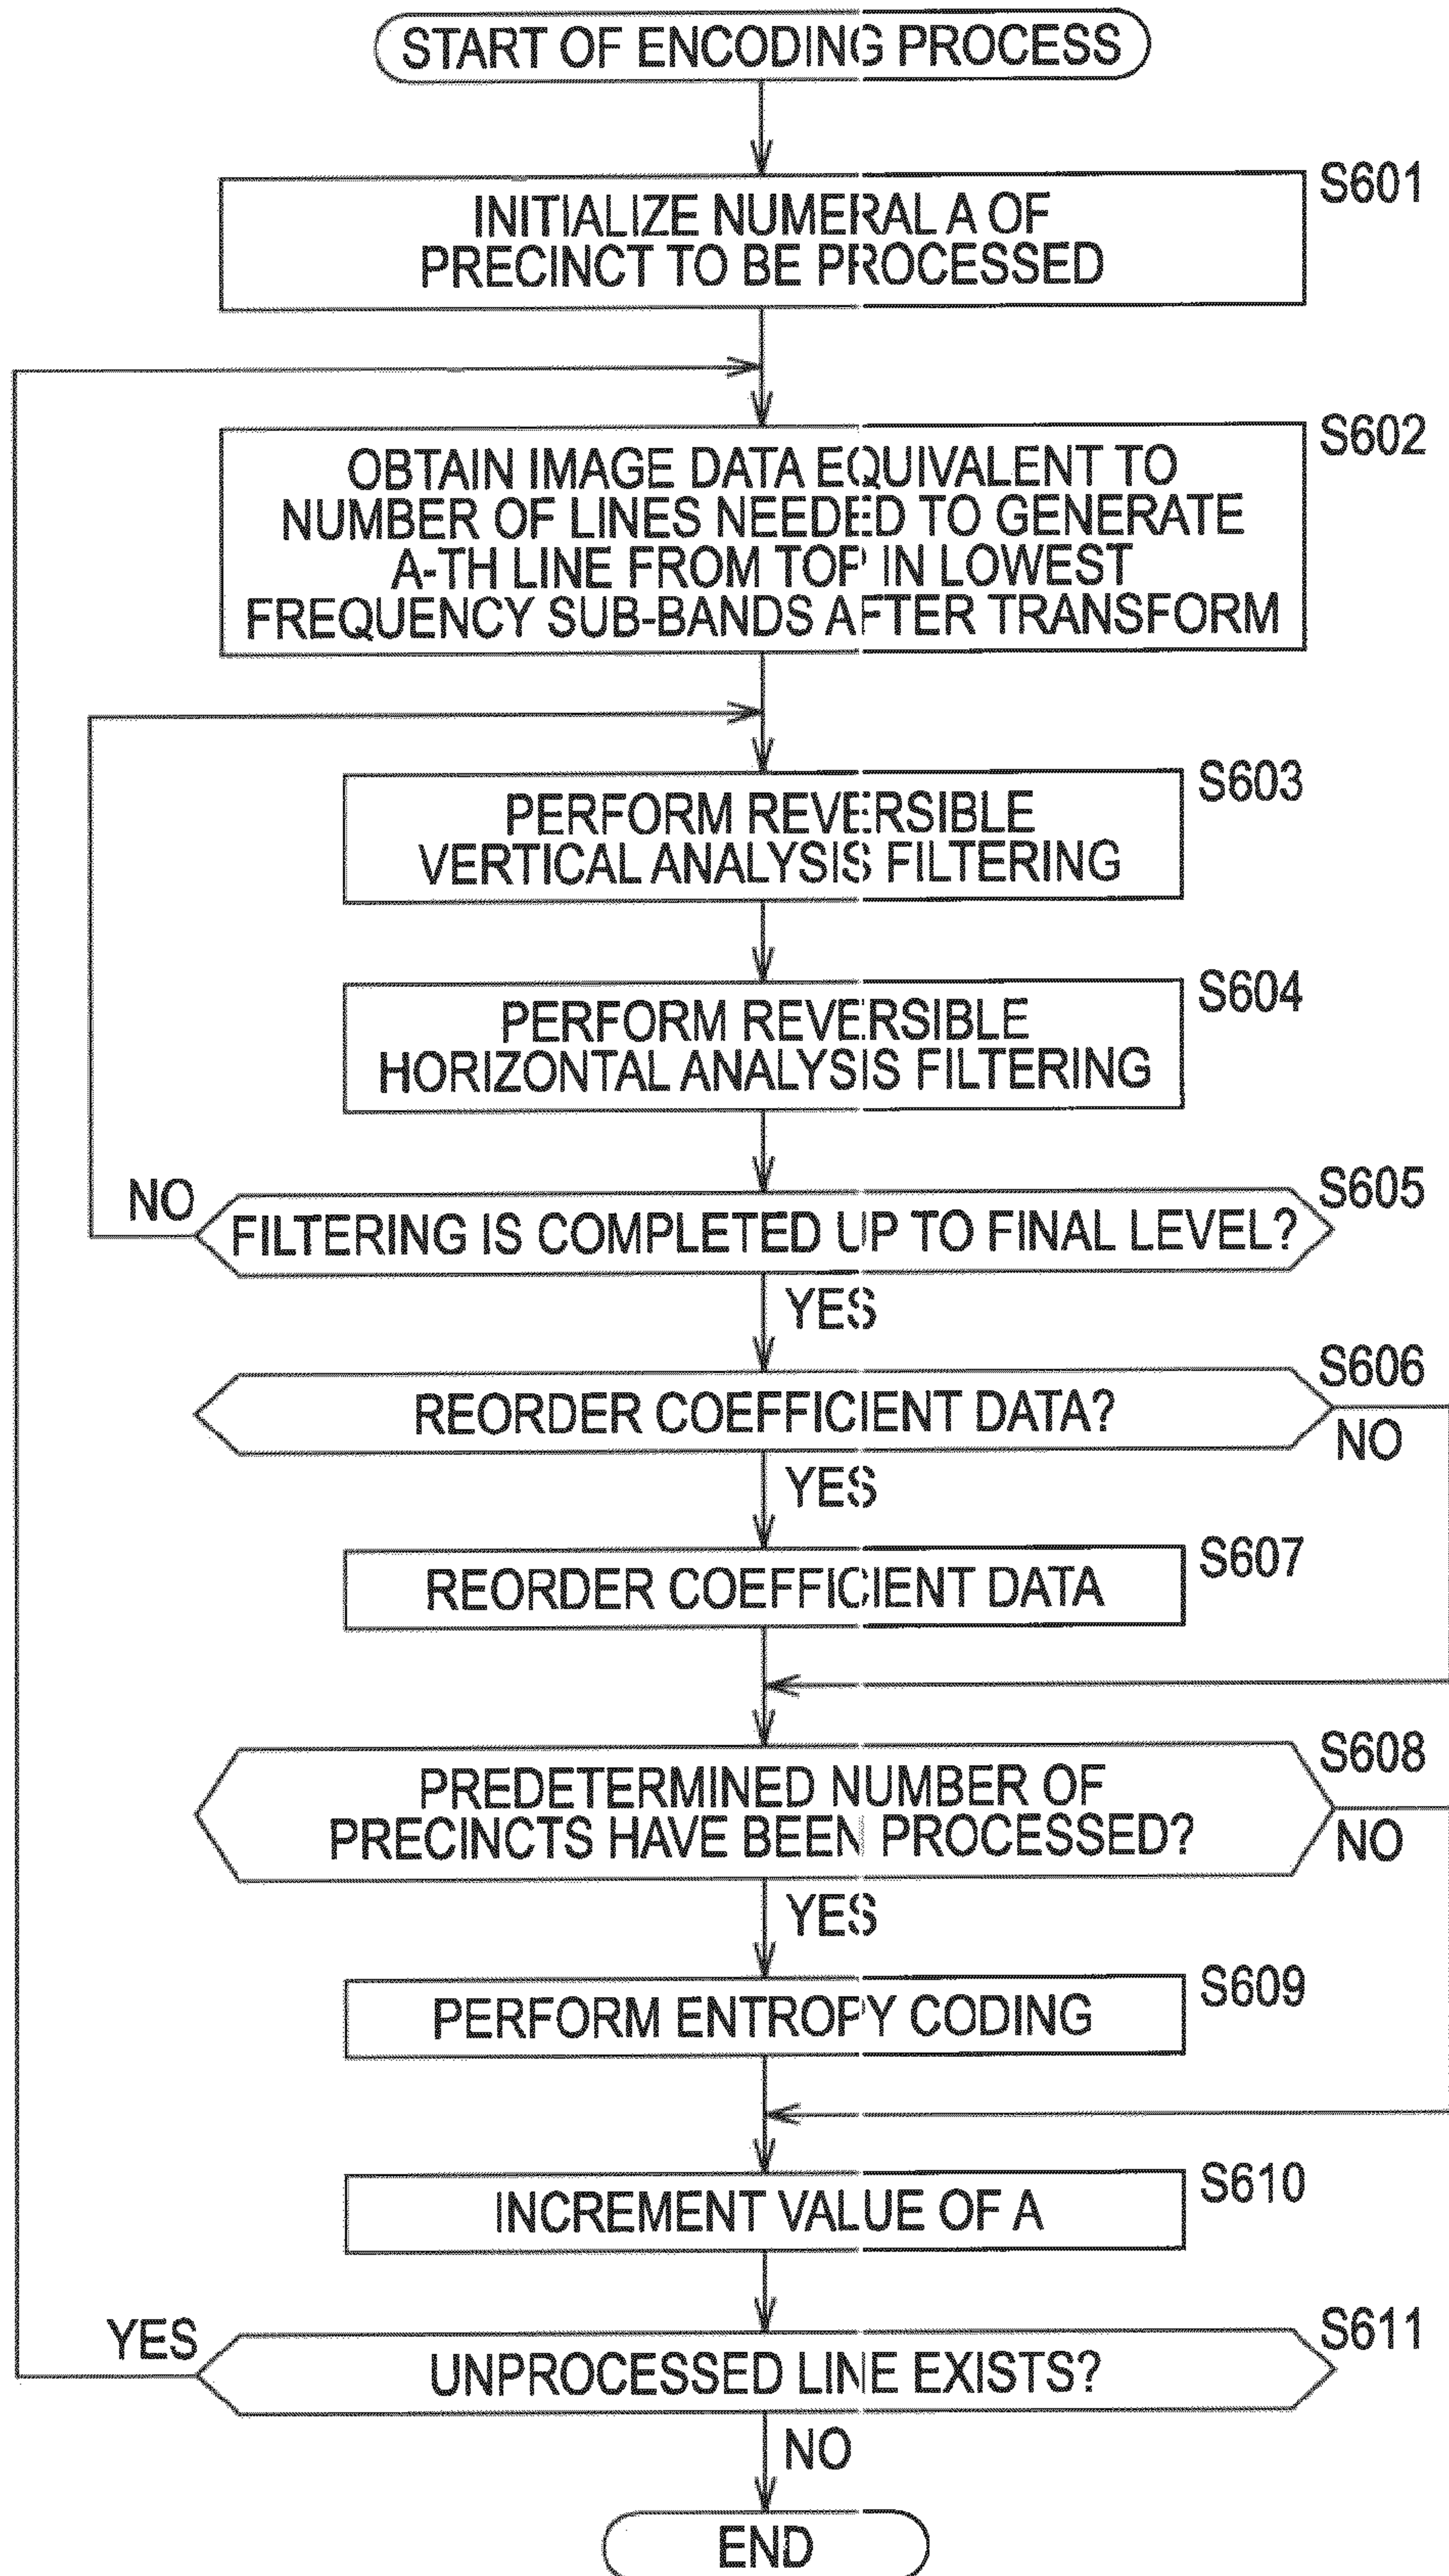 START OF ENCODING PROCESS
S601
INITIALIZE NUMERAL A OF
PRECINCT TO BE PROCESSED
S602
OBTAIN IMAGE DATA EQUIVALENT TO
NUMBER OF LINES NEEDED TO GENERATE
A-TH LINE FROM TOP IN LOWEST
FREQUENCY SUB-BANDS AFTER TRANSFORM
S603
PERFORM REVERSIBLE
VERTICAL ANALYSIS FILTERING
S604
PERFORM REVERSIBLE
HORIZONTAL ANALYSIS FILTERING
S605
NO
FILTERING IS COMPLETED UP TO FINAL LEVEL?
YES
S606
REORDER COEFFICIENT DATA?
NO
YES
S607
REORDER COEFFICIENT DATA
S608
PREDETERMINED NUMBER OF
PRECINCTS HAVE BEEN PROCESSED?
NO
YES
S609
PERFORM ENTROPY CODING
S610
INCREMENT VALUE OF A
S611
YES
UNPROCESSED LINE EXISTS?
NO
END